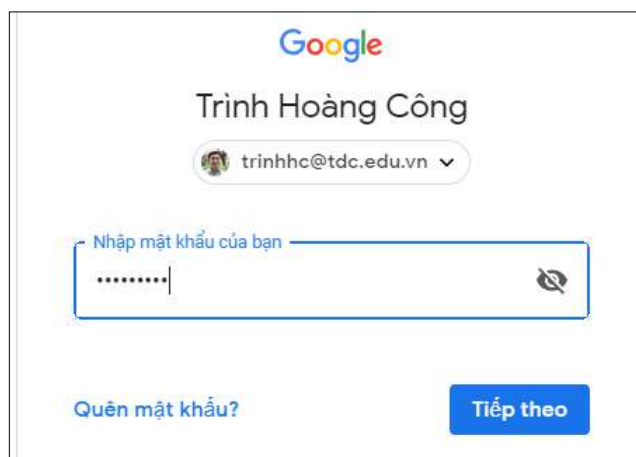 Google
Trình Hoàng Công
trinhhc@tdc.edu.vn
Nhập mật khẩu của bạn
•••••••••
Quên mật khẩu?
Tiếp theo